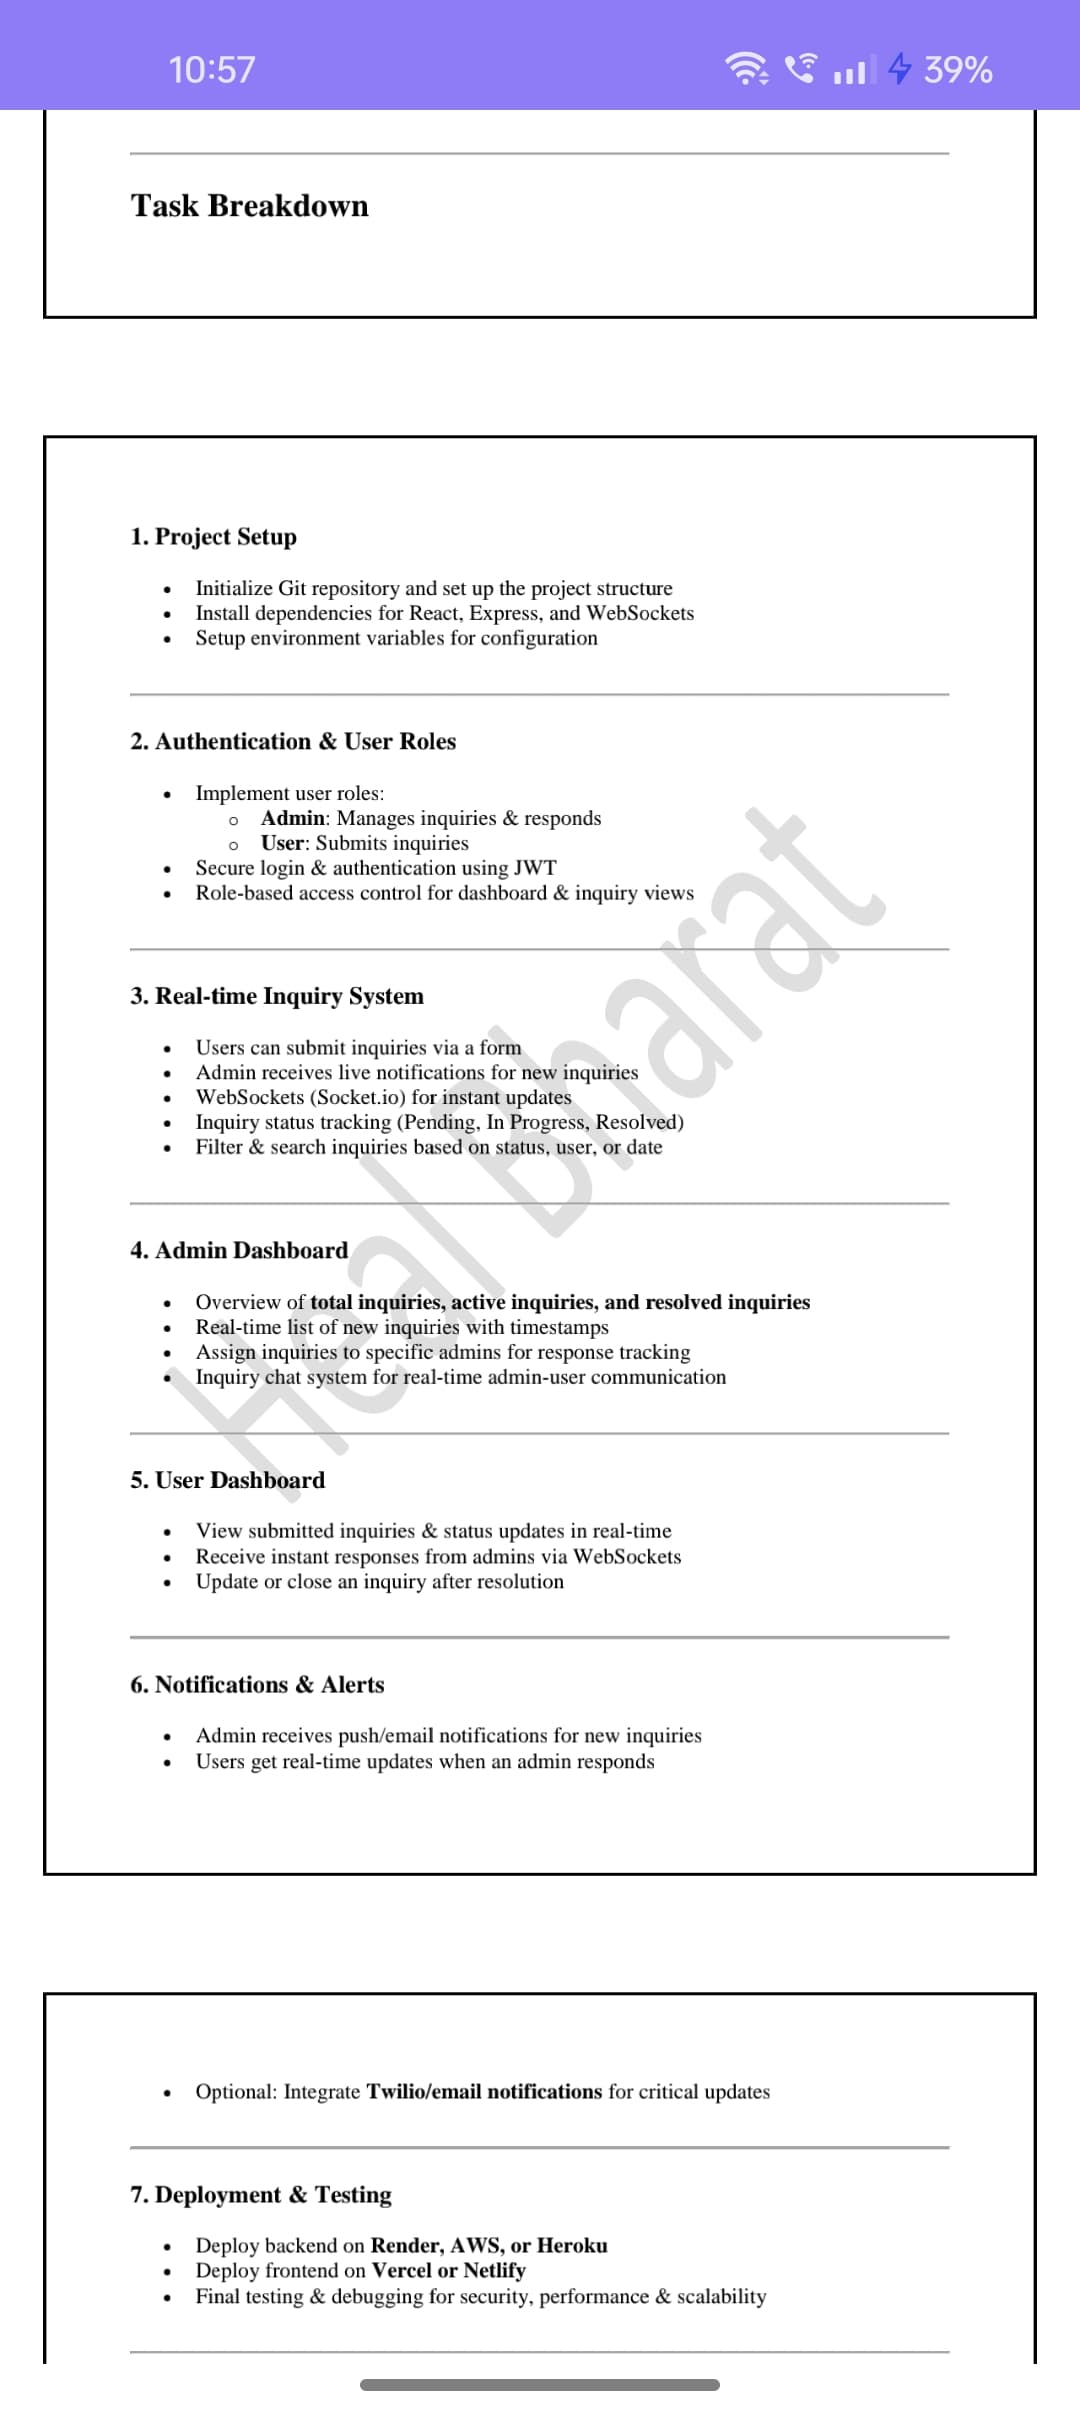 10:57
39%
Task Breakdown
1. Project Setup
• Initialize Git repository and set up the project structure
• Install dependencies for React, Express, and WebSockets
• Setup environment variables for configuration
2. Authentication & User Roles
• Implement user roles:
o Admin: Manages inquiries & responds
o User: Submits inquiries
• Secure login & authentication using JWT
• Role-based access control for dashboard & inquiry views
3. Real-time Inquiry System
• Users can submit inquiries via a form
• Admin receives live notifications for new inquiries
• WebSockets (Socket.io) for instant updates
• Inquiry status tracking (Pending, In Progress, Resolved)
• Filter & search inquiries based on status, user, or date
4. Admin Dashboard
• Overview of total inquiries, active inquiries, and resolved inquiries
• Real-time list of new inquiries with timestamps
• Assign inquiries to specific admins for response tracking
• Inquiry chat system for real-time admin-user communication
5. User Dashboard
• View submitted inquiries & status updates in real-time
• Receive instant responses from admins via WebSockets
• Update or close an inquiry after resolution
6. Notifications & Alerts
• Admin receives push/email notifications for new inquiries
• Users get real-time updates when an admin responds
Heal Bharat
• Optional: Integrate Twilio/email notifications for critical updates
7. Deployment & Testing
• Deploy backend on Render, AWS, or Heroku
• Deploy frontend on Vercel or Netlify
• Final testing & debugging for security, performance & scalability